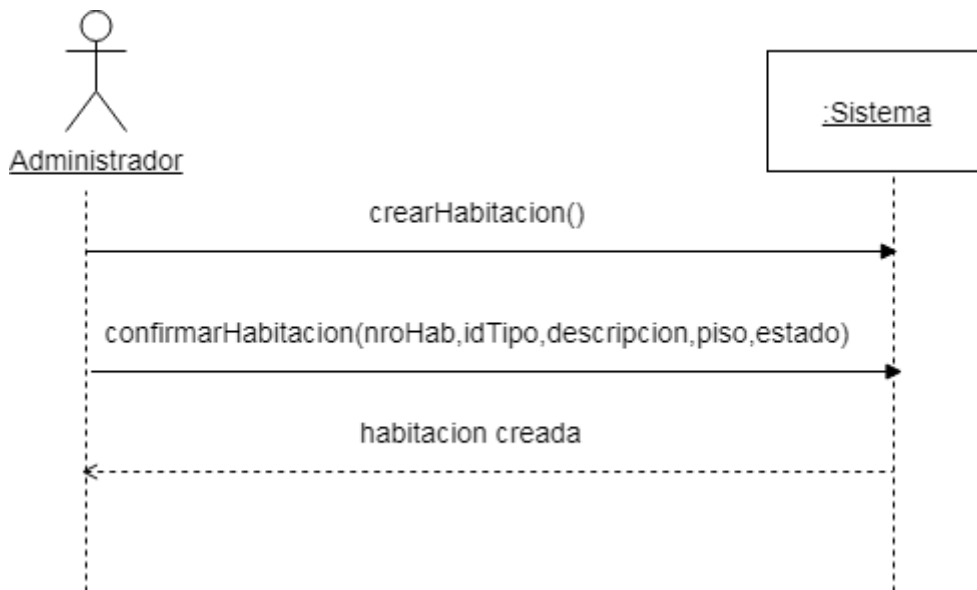 :Sistema
Administrador
crearHabitacion()
confirmarHabitacion(nroHab,idTipo,descripcion,piso,estado)
habitacion creada